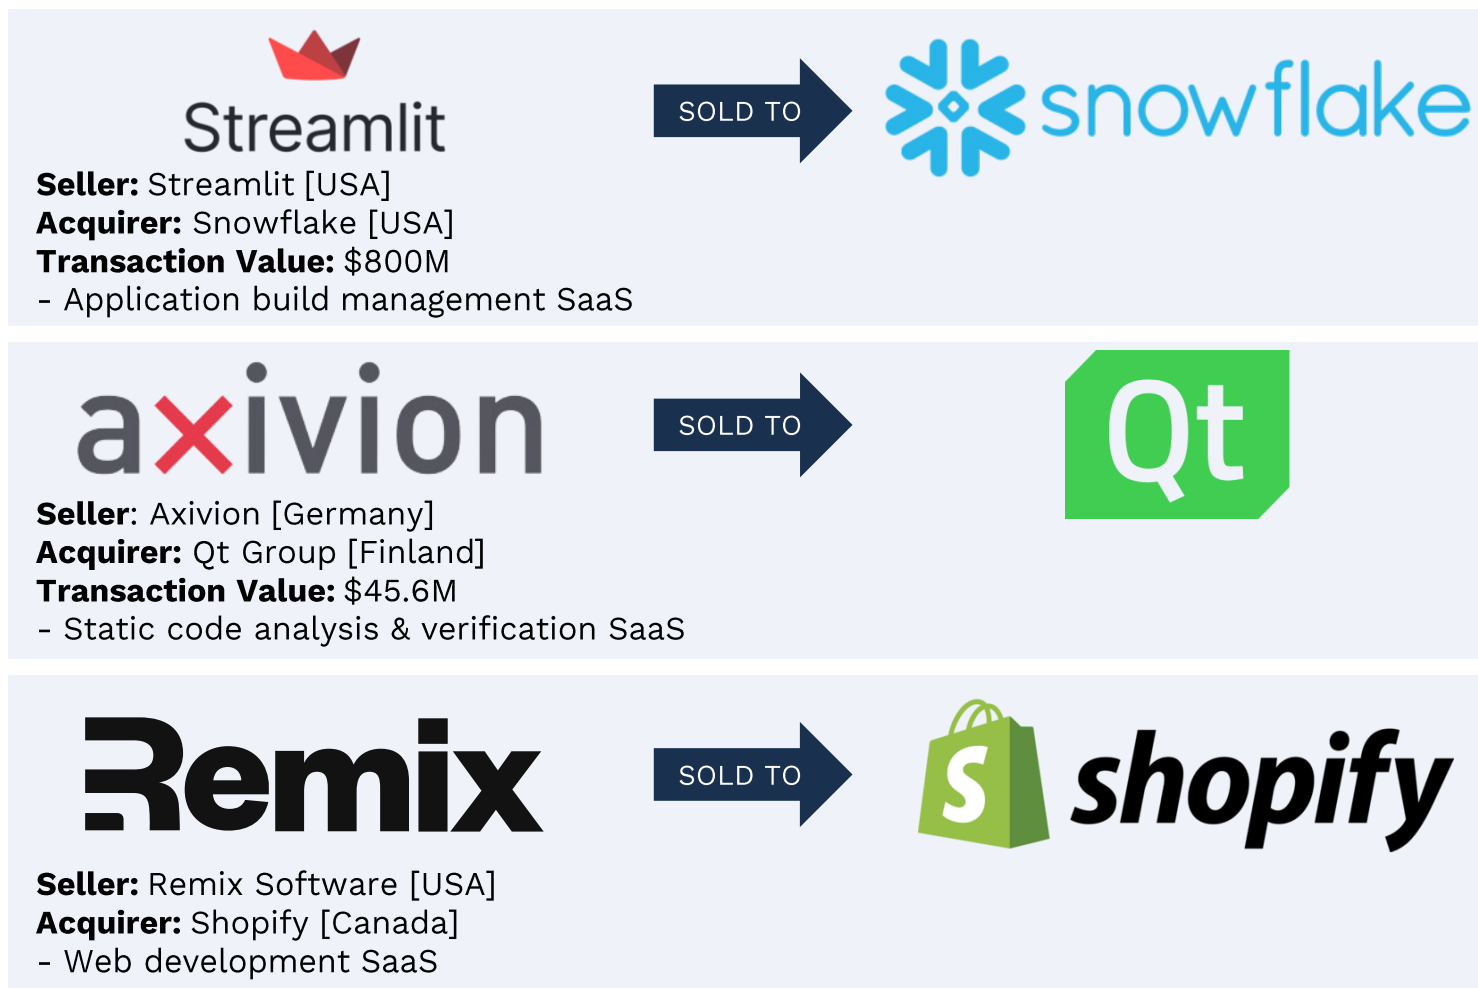 Streamlit
SOLD TO
snowflake
Seller: Streamlit [USA]
Acquirer: Snowflake [USA]
Transaction Value: $800M
- Application build management SaaS
axivion
SOLD TO
Qt
Seller: Axivion [Germany]
Acquirer: Qt Group [Finland]
Transaction Value: $45.6M
- Static code analysis & verification SaaS
Remix
SOLD TO
S
shopify
Seller: Remix Software [USA]
Acquirer: Shopify [Canada]
- Web development SaaS